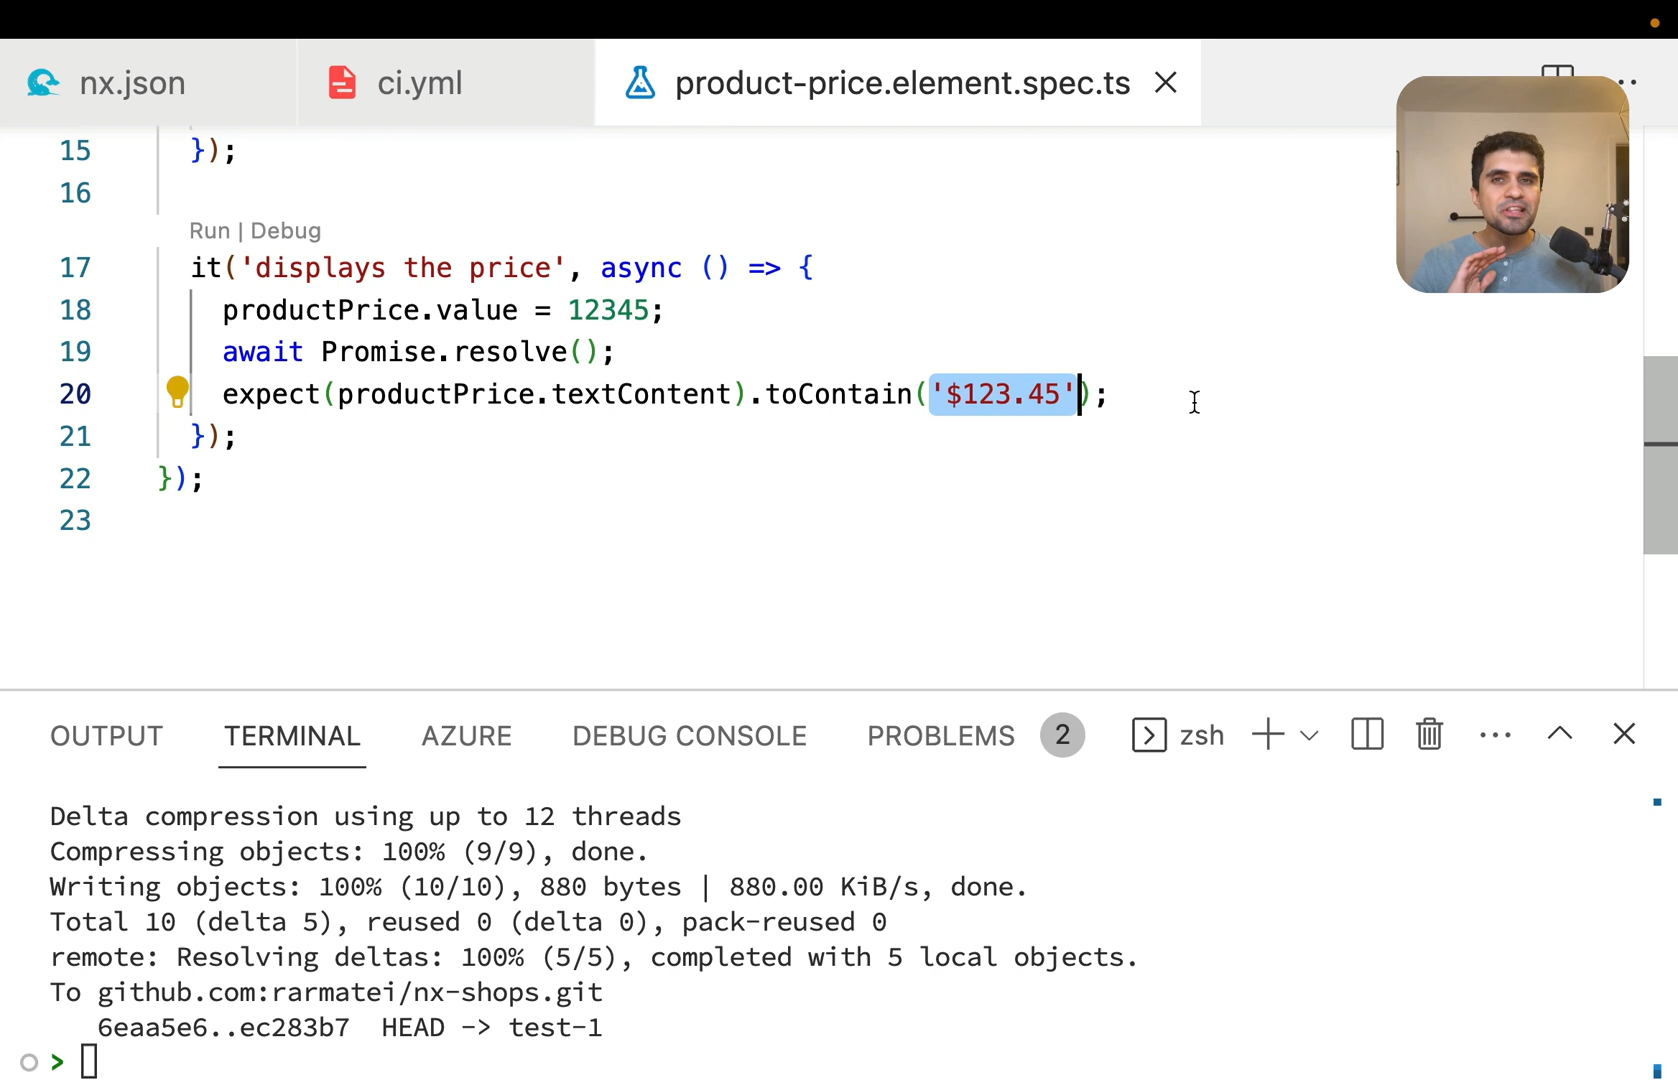 nx.json
ci.yml
product-price.element.spec.ts
15 });
16
Run | Debug
17 it('displays the price', async () => {
18 productPrice.value = 12345;
19 await Promise.resolve();
20 expect(productPrice.textContent).toContain('$123.45');
21 });
22 });
23
OUTPUT TERMINAL AZURE DEBUG CONSOLE PROBLEMS 2 zsh
Delta compression using up to 12 threads
Compressing objects: 100% (9/9), done.
Writing objects: 100% (10/10), 880 bytes | 880.00 KiB/s, done.
Total 10 (delta 5), reused 0 (delta 0), pack-reused 0
remote: Resolving deltas: 100% (5/5), completed with 5 local objects.
To github.com:rarmatei/nx-shops.git
6eaa5e6..ec283b7 HEAD -> test-1
>